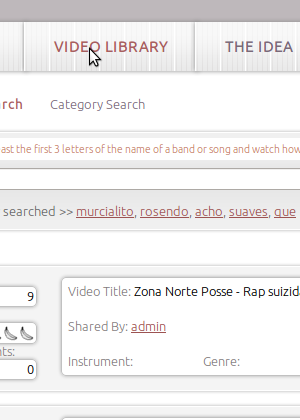 VIDEO LIBRARY THE IDEA
arch Category Search
ast the first 3 letters of the name of a band or song and watch how
searched >> murcialito, rosendo, acho, suaves, que
9 Video Title: Zona Norte Posse - Rap suizid
Shared By: admin
nts:
Instrument: Genre:
0